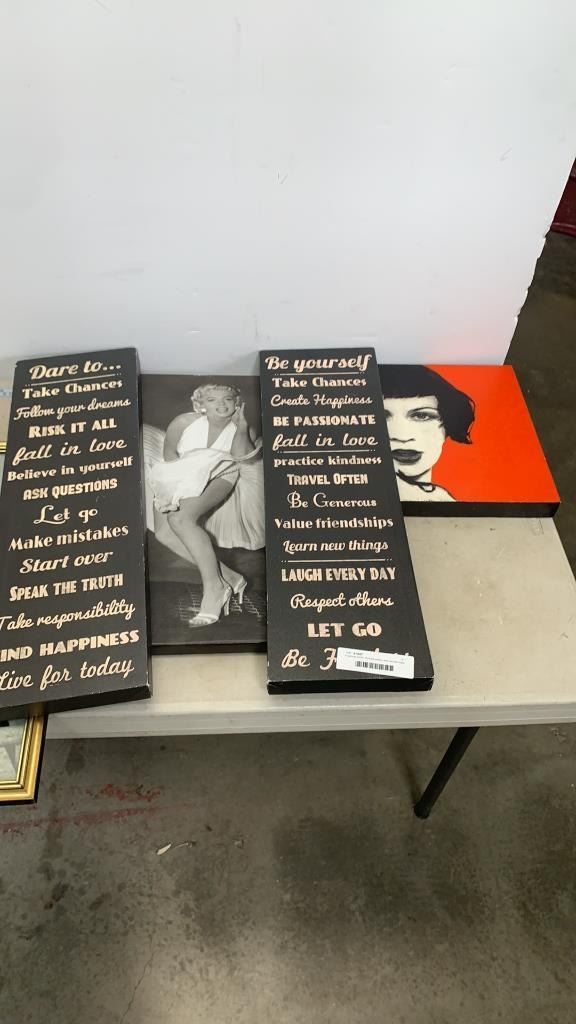 Dare to...
Take Chances
Follow your dreams
RISK IT ALL
fall in love
Believe in yourself
ASK QUESTIONS
Let go
Make mistakes
Start over
SPEAK THE TRUTH
Take responsibility
IND HAPPINESS
Live for today
Be yourself
Take Chances
Create Happiness
BE PASSIONATE
fall in love
practice kindness
TRAVEL OFTEN
Be Generous
Value friendships
Learn new things
LAUGH EVERY DAY
Respect others
LET GO
Be